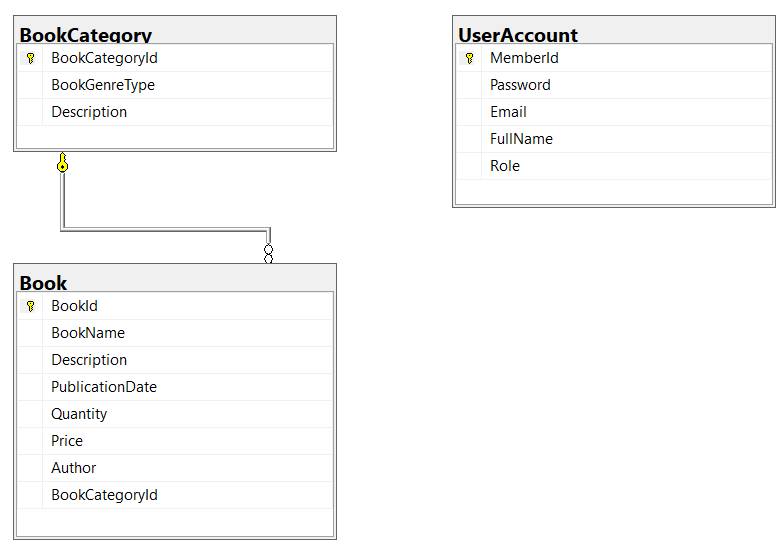 BookCategory
BookCategoryId
BookGenreType
Description
UserAccount
MemberId
Password
Email
FullName
Role
Book
BookId
BookName
Description
PublicationDate
Quantity
Price
Author
BookCategoryId